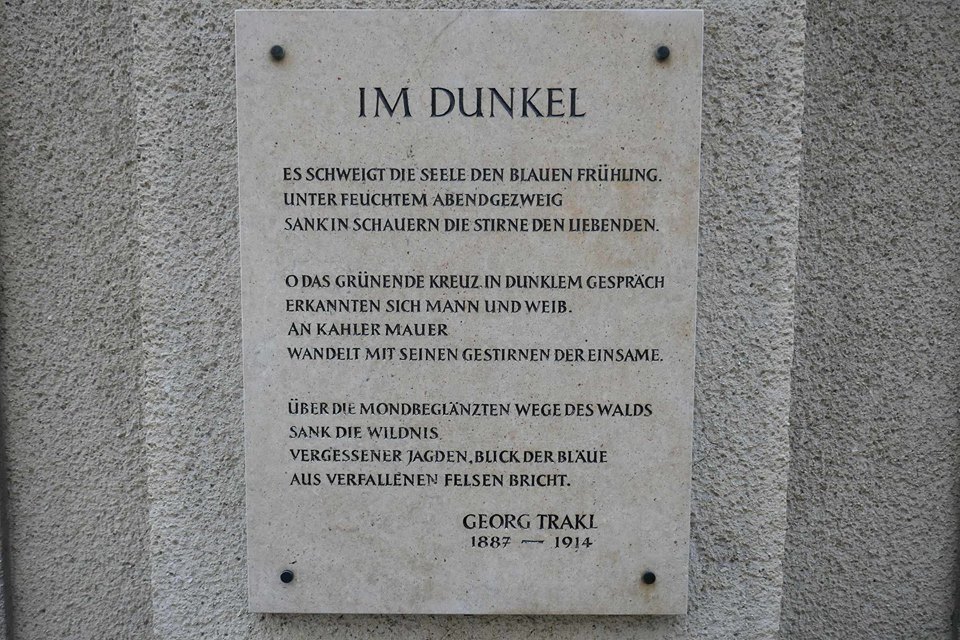 IM DUNKEL
ES SCHWEIGT DIE SEELE DEN BLAUEN FRÜHLING.
UNTER FEUCHTEM ABENDGEZWEIG
SANK IN SCHAUERN DIE STIRNE DEN LIEBENDEN.
O DAS GRÜNENDE KREUZ. IN DUNKLEM GESPRÄCH
ERKANNTEN SICH MANN UND WEIB.
AN KAHLER MAUER
WANDELT MIT SEINEN GESTIRNEN DER EINSAME.
ÜBER DIE MONDBEGLÄNZTEN WEGE DES WALDS
SANK DIE WILDNIS
VERGESSENER JAGDEN, BLICK DER BLÄUE
AUS VERFALLENEN FELSEN BRICHT.
GEORG TRAKL
1887 — 1914